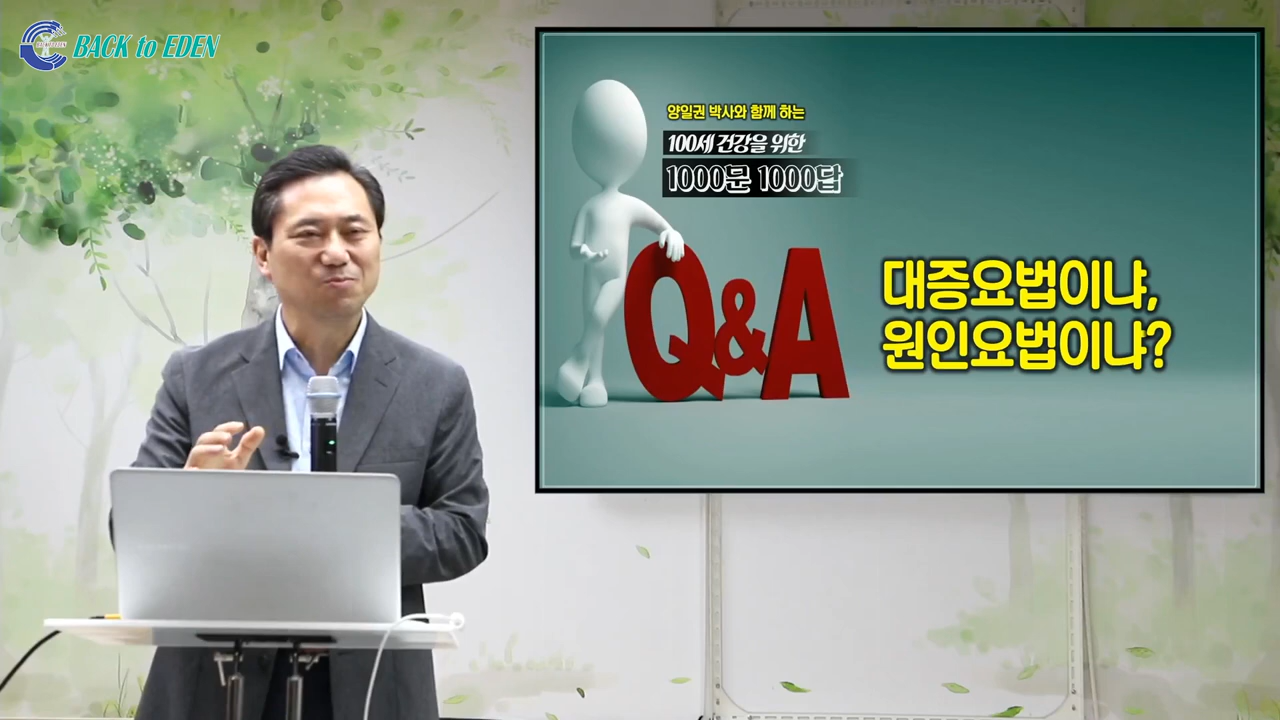 BACK to EDEN
양일권 박사와 함께 하는
100세 건강을 위한
1000문 1000답
Q&A
대증요법이냐,
원인요법이냐?